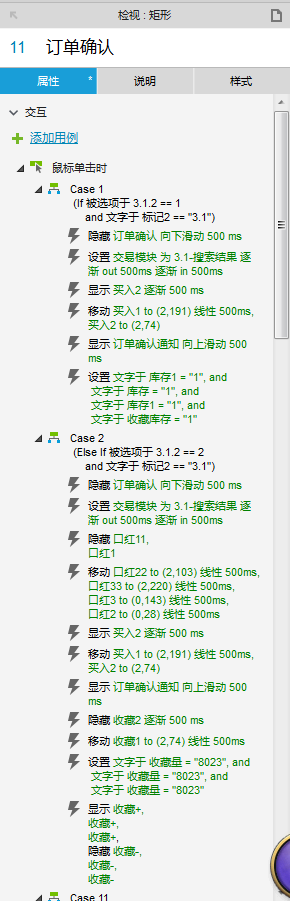 检视 : 矩形
11 订单确认
属性 * 说明 样式
交互
添加用例
鼠标单击时
Case 1
(If 被选项于 3.1.2 == 1
and 文字于 标记2 == "3.1")
隐藏 订单确认 向下滑动 500 ms
设置 交易模块 为 3.1-搜索结果 逐
渐 out 500ms 逐渐 in 500ms
显示 买入2 逐渐 500 ms
移动 买入1 to (2,191) 线性 500ms,
买入2 to (2,74)
显示 订单确认通知 向上滑动 500
ms
设置 文字于 库存1 = "1", and
文字于 库存 = "1", and
文字于 库存1 = "1", and
文字于 收藏库存 = "1"
Case 2
(Else If 被选项于 3.1.2 == 2
and 文字于 标记2 == "3.1")
隐藏 订单确认 向下滑动 500 ms
设置 交易模块 为 3.1-搜索结果 逐
渐 out 500ms 逐渐 in 500ms
隐藏 口红11,
口红1
移动 口红22 to (2,103) 线性 500ms,
口红33 to (2,220) 线性 500ms,
口红3 to (0,143) 线性 500ms,
口红2 to (0,28) 线性 500ms
显示 买入2 逐渐 500 ms
移动 买入1 to (2,191) 线性 500ms,
买入2 to (2,74)
显示 订单确认通知 向上滑动 500
ms
隐藏 收藏2 逐渐 500 ms
移动 收藏1 to (2,74) 线性 500ms
设置 文字于 收藏量 = "8023", and
文字于 收藏量 = "8023", and
文字于 收藏量 = "8023"
显示 收藏+,
收藏+,
收藏+,
隐藏 收藏-,
收藏-,
收藏-
Case 11